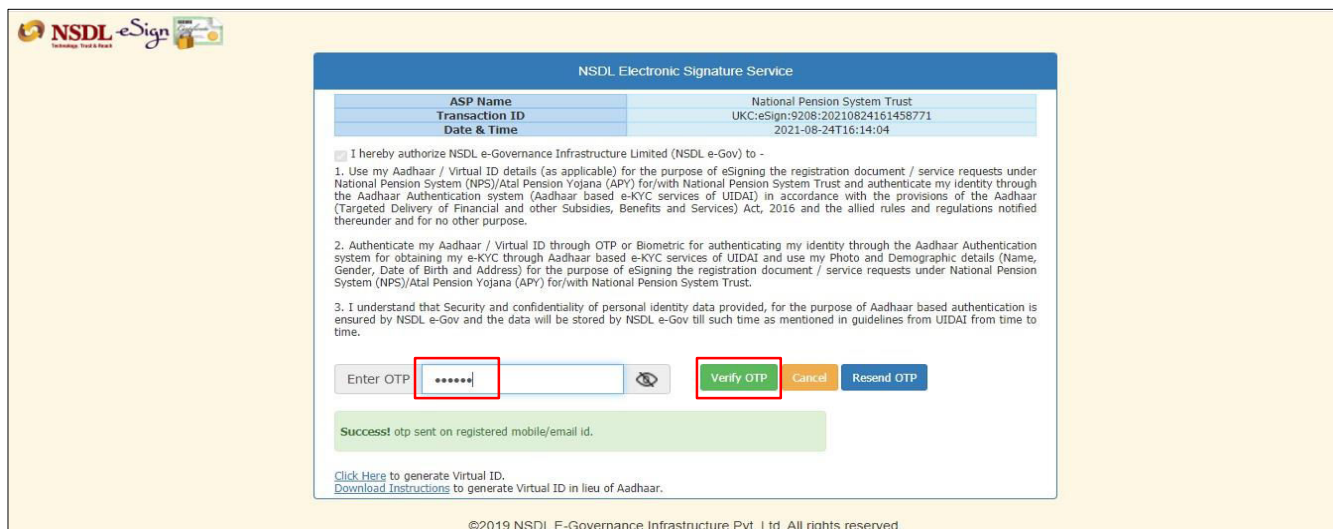 NSDL eSign
Technology, Trust & Reach
NSDL Electronic Signature Service
ASP Name National Pension System Trust
Transaction ID UKC:eSign:9208:20210824161458771
Date & Time 2021-08-24T16:14:04
I hereby authorize NSDL e-Governance Infrastructure Limited (NSDL e-Gov) to -
1. Use my Aadhaar / Virtual ID details (as applicable) for the purpose of eSigning the registration document / service requests under
National Pension System (NPS)/Atal Pension Yojana (APY) for/with National Pension System Trust and authenticate my identity through
the Aadhaar Authentication system (Aadhaar based e-KYC services of UIDAI) in accordance with the provisions of the Aadhaar
(Targeted Delivery of Financial and other Subsidies, Benefits and Services) Act, 2016 and the allied rules and regulations notified
thereunder and for no other purpose.
2. Authenticate my Aadhaar / Virtual ID through OTP or Biometric for authenticating my identity through the Aadhaar Authentication
system for obtaining my e-KYC through Aadhaar based e-KYC services of UIDAI and use my Photo and Demographic details (Name,
Gender, Date of Birth and Address) for the purpose of eSigning the registration document / service requests under National Pension
System (NPS)/Atal Pension Yojana (APY) for/with National Pension System Trust.
3. I understand that Security and confidentiality of personal identity data provided, for the purpose of Aadhaar based authentication is
ensured by NSDL e-Gov and the data will be stored by NSDL e-Gov till such time as mentioned in guidelines from UIDAI from time to
time.
Enter OTP •••••• Verify OTP Cancel Resend OTP
Success! otp sent on registered mobile/email id.
Click Here to generate Virtual ID.
Download Instructions to generate Virtual ID in lieu of Aadhaar.
©2019 NSDL E-Governance Infrastructure Pvt. Ltd. All rights reserved